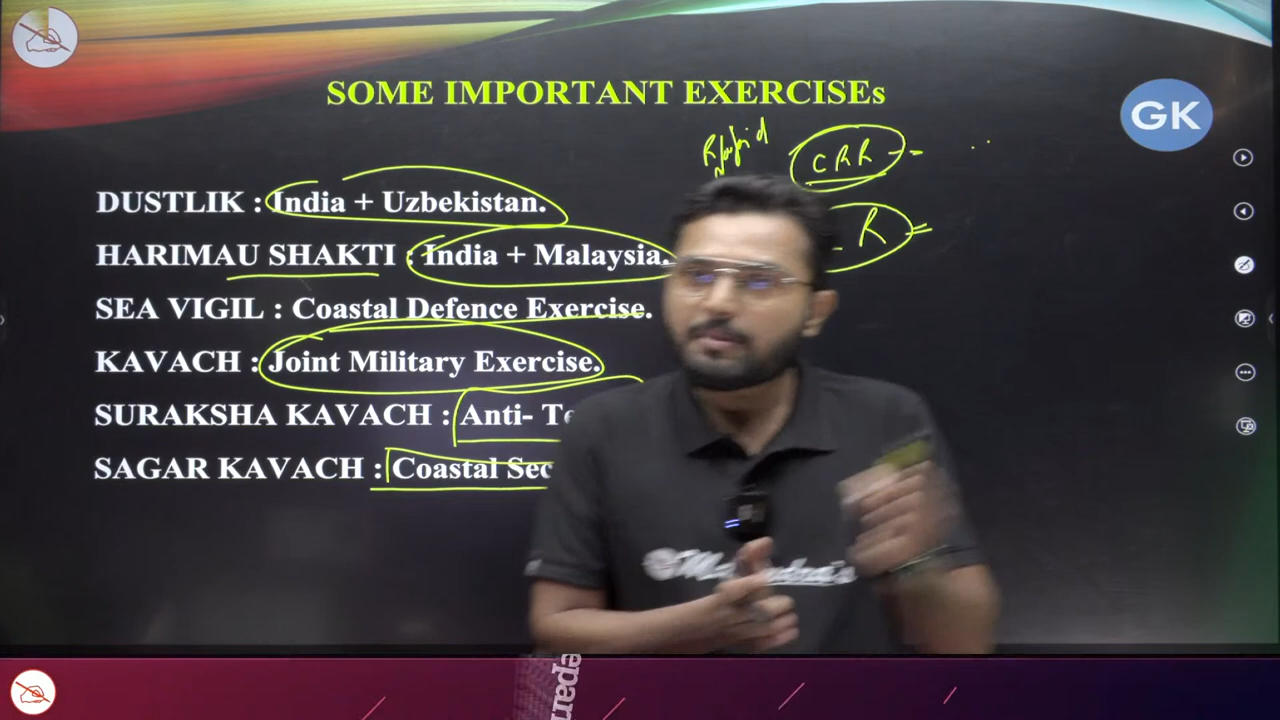 SOME IMPORTANT EXERCISEs
GK
CRR
DUSTLIK : India + Uzbekistan.
R
HARIMAU SHAKTI : India + Malaysia.
SEA VIGIL : Coastal Defence Exercise.
KAVACH : Joint Military Exercise.
SURAKSHA KAVACH : Anti- Te
SAGAR KAVACH : Coastal Sec
epar